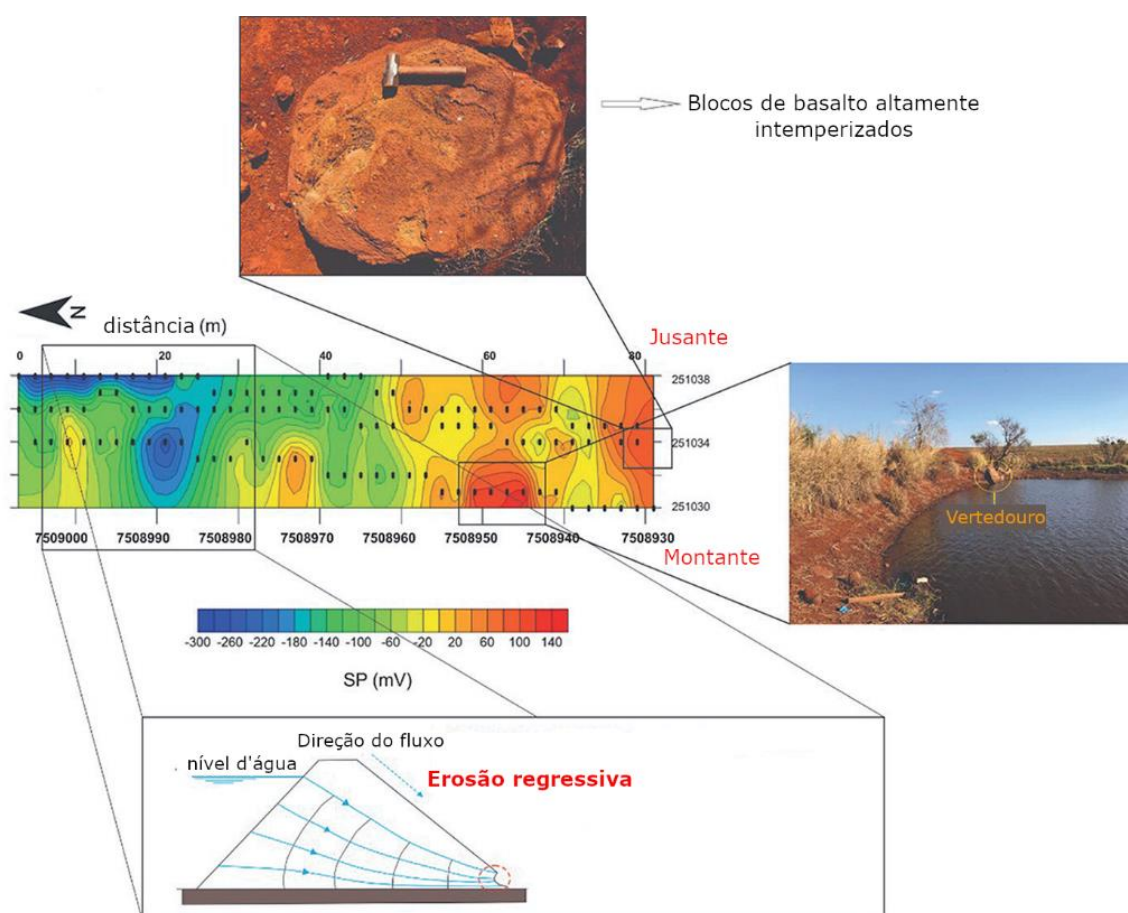 Blocos de basalto altamente
intemperizados
N
distância (m)
Jusante
0 20 40 60 80
251038
251034
251030
7509000 7508990 7508980 7508970 7508960 7508950 7508940 7508930
Montante
Vertedouro
-300 -260 -220 -180 -140 -100 -60 -20 20 60 100 140
SP (mV)
Direção do fluxo
nível d'água
Erosão regressiva